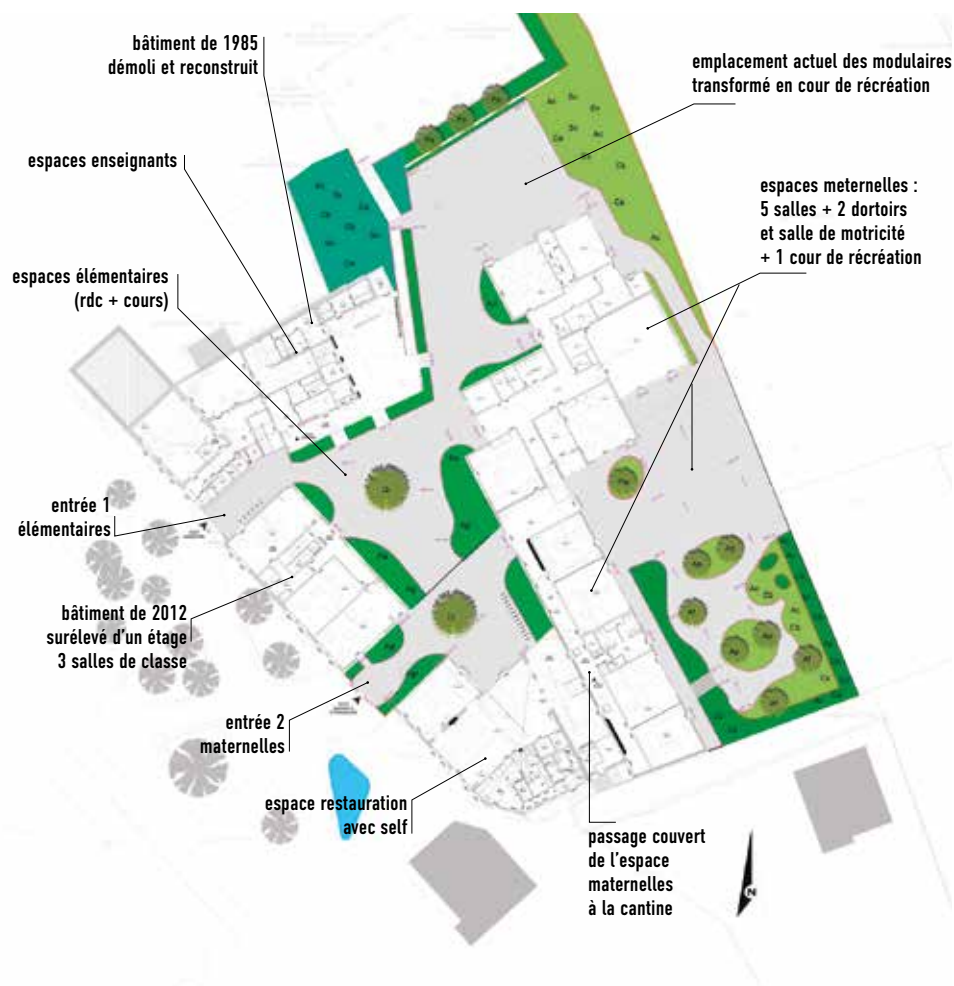 bâtiment de 1985
démoli et reconstruit
emplacement actuel des modulaires
transformé en cour de récréation
espaces enseignants
espaces meternelles :
5 salles + 2 dortoirs
et salle de motricité
+ 1 cour de récréation
espaces élémentaires
(rdc + cours)
entrée 1
élémentaires
bâtiment de 2012
surélevé d'un étage
3 salles de classe
entrée 2
maternelles
espace restauration
avec self
passage couvert
de l'espace
maternelles
à la cantine
N